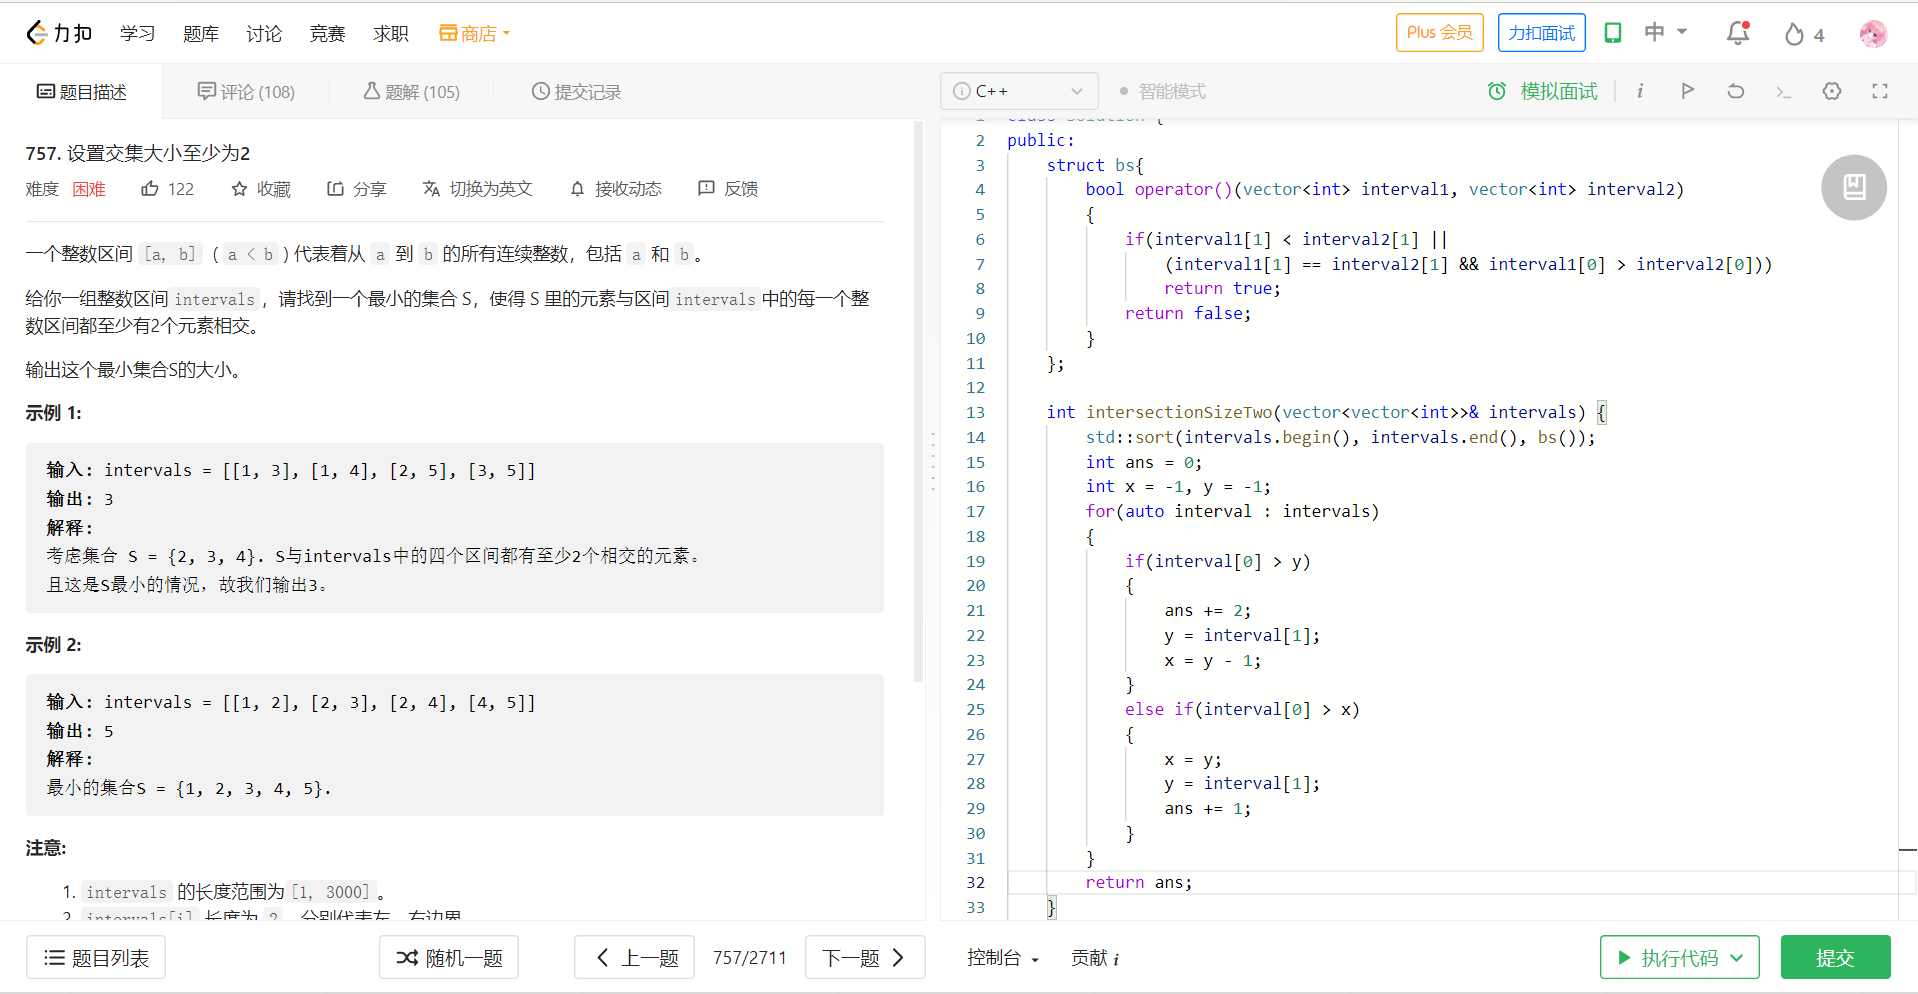 力扣 学习 题库 讨论 竞赛 求职 商店 Plus 会员 力扣面试 中 4
题目描述 评论 (108) 题解 (105) 提交记录
757. 设置交集大小至少为2
难度 困难 122 收藏 分享 切换为英文 接收动态 反馈
一个整数区间 [a, b] ( a < b ) 代表着从 a 到 b 的所有连续整数，包括 a 和 b。
给你一组整数区间 intervals，请找到一个最小的集合 S，使得 S 里的元素与区间 intervals 中的每一个整
数区间都至少有2个元素相交。
输出这个最小集合S的大小。
示例 1:
输入: intervals = [[1, 3], [1, 4], [2, 5], [3, 5]]
输出: 3
解释:
考虑集合 S = {2, 3, 4}. S与intervals中的四个区间都有至少2个相交的元素。
且这是S最小的情况，故我们输出3。
示例 2:
输入: intervals = [[1, 2], [2, 3], [2, 4], [4, 5]]
输出: 5
解释:
最小的集合S = {1, 2, 3, 4, 5}.
注意:
1. intervals 的长度范围为 [1, 3000]。
2. intervals[i] 长度为 2，分别代表左、右边界
题目列表 随机一题 上一题 757/2711 下一题
C++ 智能模式 模拟面试 i
1 class Solution {
2 public:
3 struct bs{
4 bool operator()(vector<int> interval1, vector<int> interval2)
5 {
6 if(interval1[1] < interval2[1] ||
7 (interval1[1] == interval2[1] && interval1[0] > interval2[0]))
8 return true;
9 return false;
10 }
11 };
12
13 int intersectionSizeTwo(vector<vector<int>>& intervals) {
14 std::sort(intervals.begin(), intervals.end(), bs());
15 int ans = 0;
16 int x = -1, y = -1;
17 for(auto interval : intervals)
18 {
19 if(interval[0] > y)
20 {
21 ans += 2;
22 y = interval[1];
23 x = y - 1;
24 }
25 else if(interval[0] > x)
26 {
27 x = y;
28 y = interval[1];
29 ans += 1;
30 }
31 }
32 return ans;
33 }
控制台 贡献 i 执行代码 提交